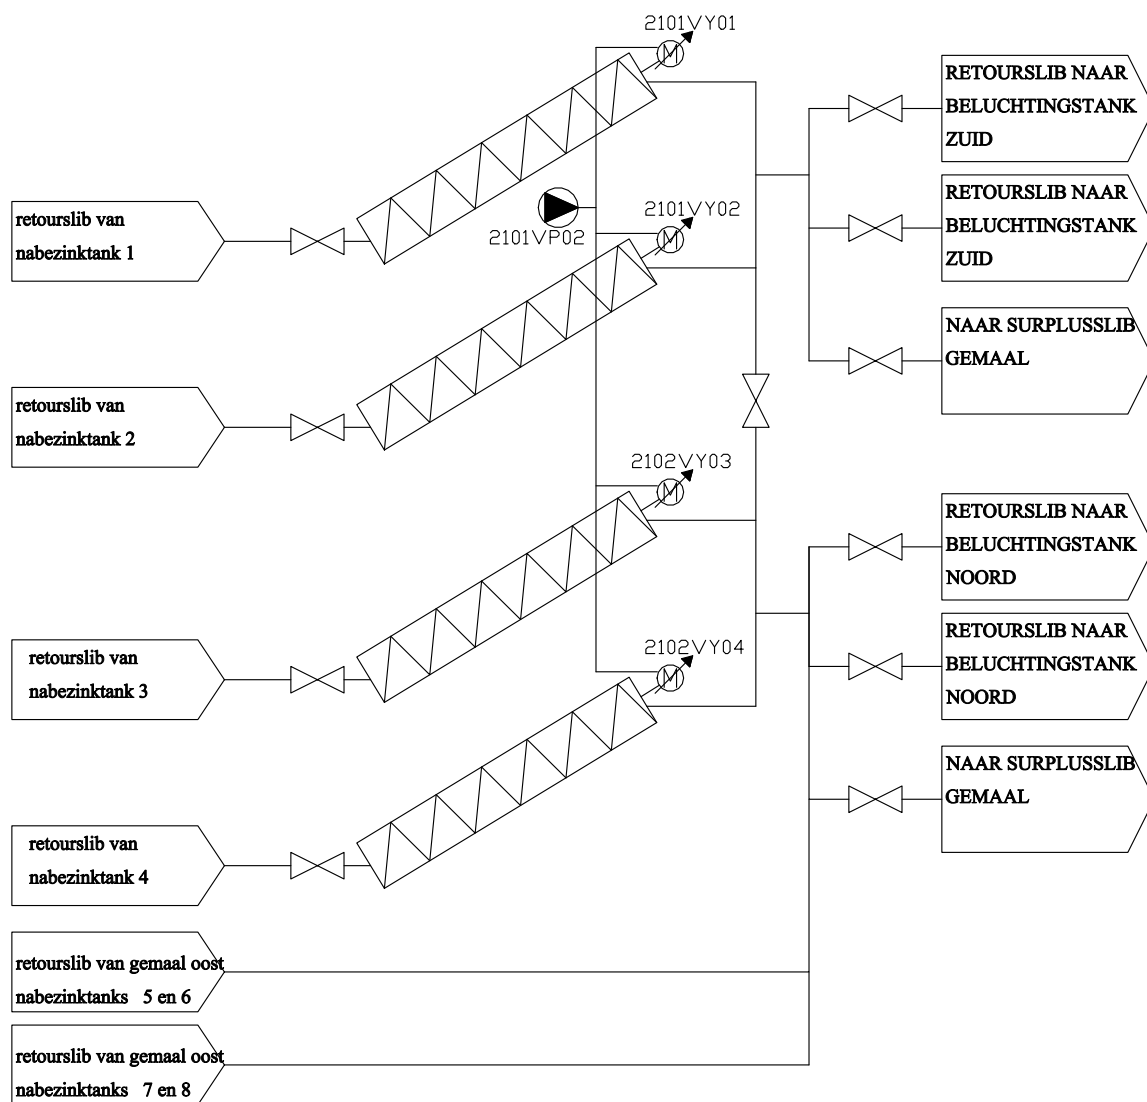 2101VY01
M
RETOURSLIB NAAR
BELUCHTINGSTANK
ZUID
retourslib van
nabezinktank 1
2101VP02
2101VY02
M
RETOURSLIB NAAR
BELUCHTINGSTANK
ZUID
NAAR SURPLUSSLIB
GEMAAL
retourslib van
nabezinktank 2
2102VY03
M
RETOURSLIB NAAR
BELUCHTINGSTANK
NOORD
retourslib van
nabezinktank 3
2102VY04
M
RETOURSLIB NAAR
BELUCHTINGSTANK
NOORD
NAAR SURPLUSSLIB
GEMAAL
retourslib van
nabezinktank 4
retourslib van gemaal oost
nabezinktanks 5 en 6
retourslib van gemaal oost
nabezinktanks 7 en 8